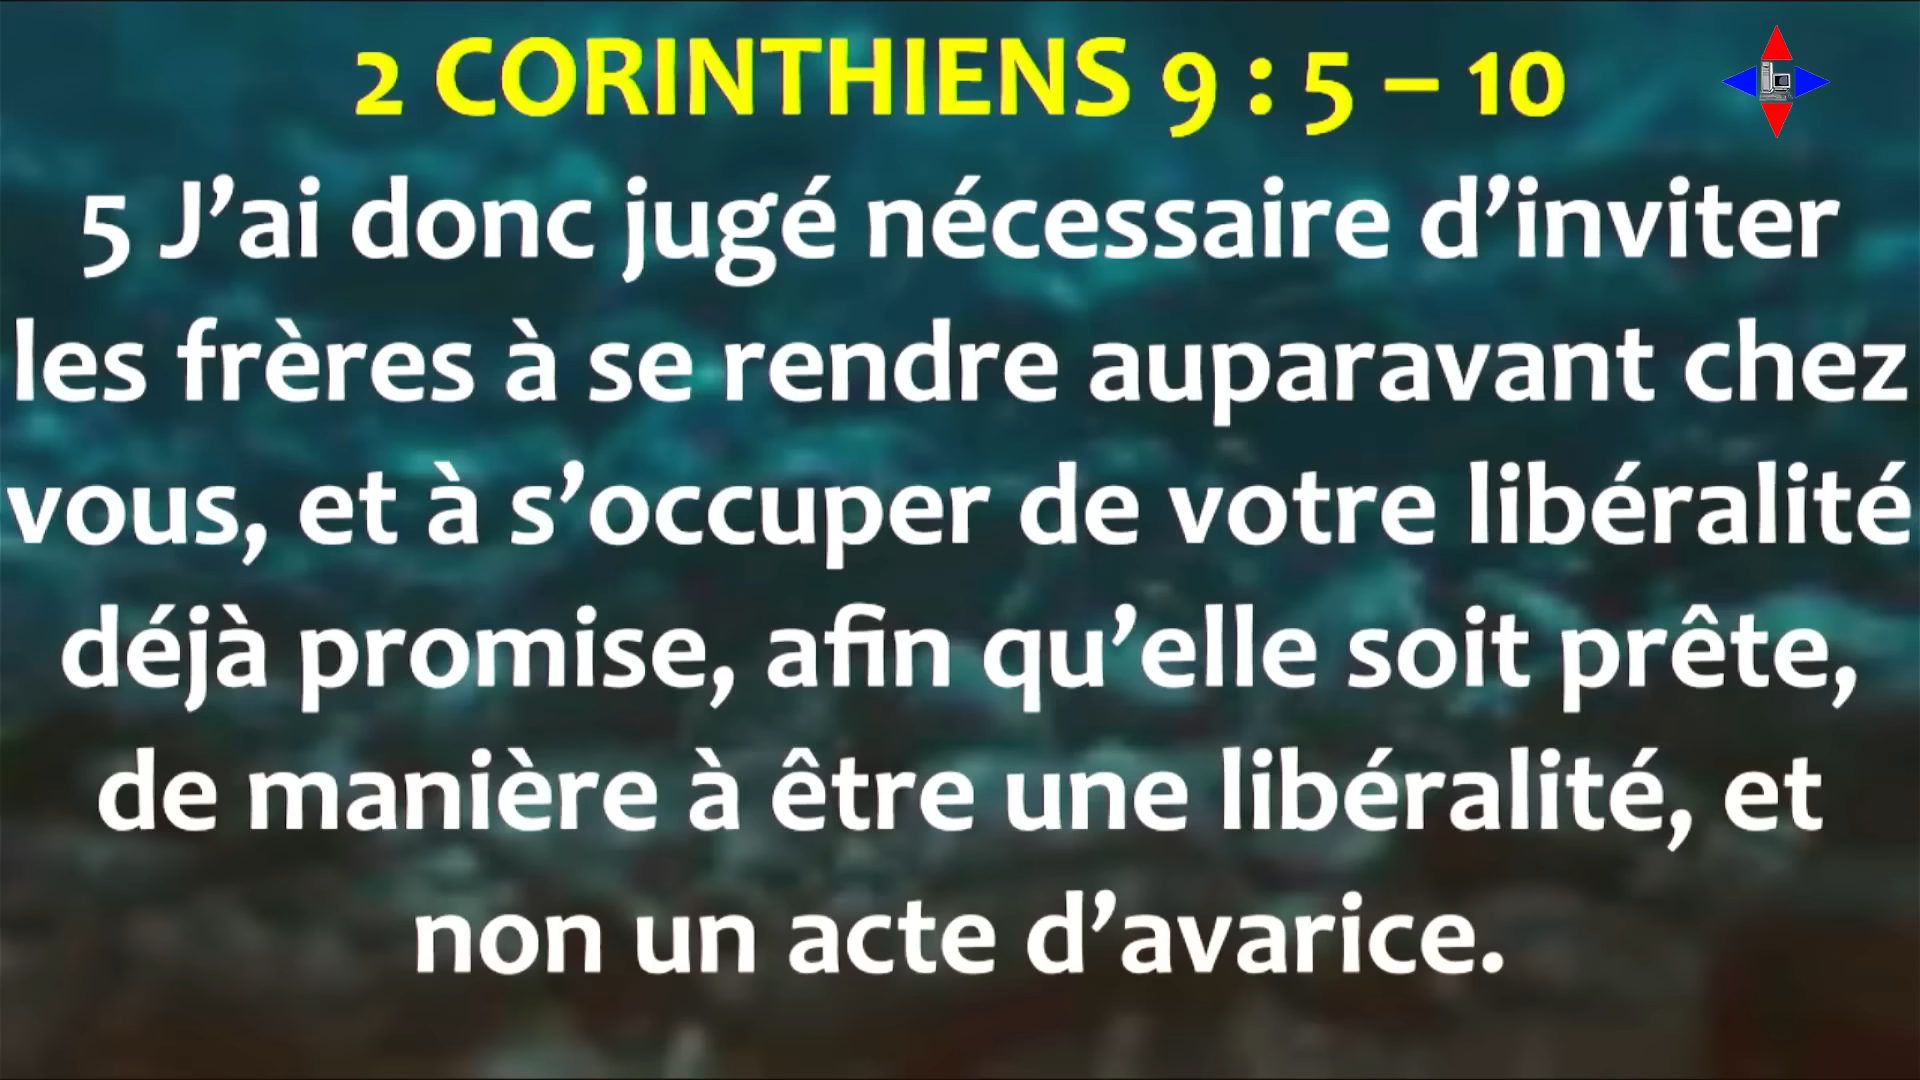 2 CORINTHIENS 9 : 5 – 10
5 J’ai donc jugé nécessaire d’inviter
les frères à se rendre auparavant chez
vous, et à s’occuper de votre libéralité
déjà promise, afin qu’elle soit prête,
de manière à être une libéralité, et
non un acte d’avarice.